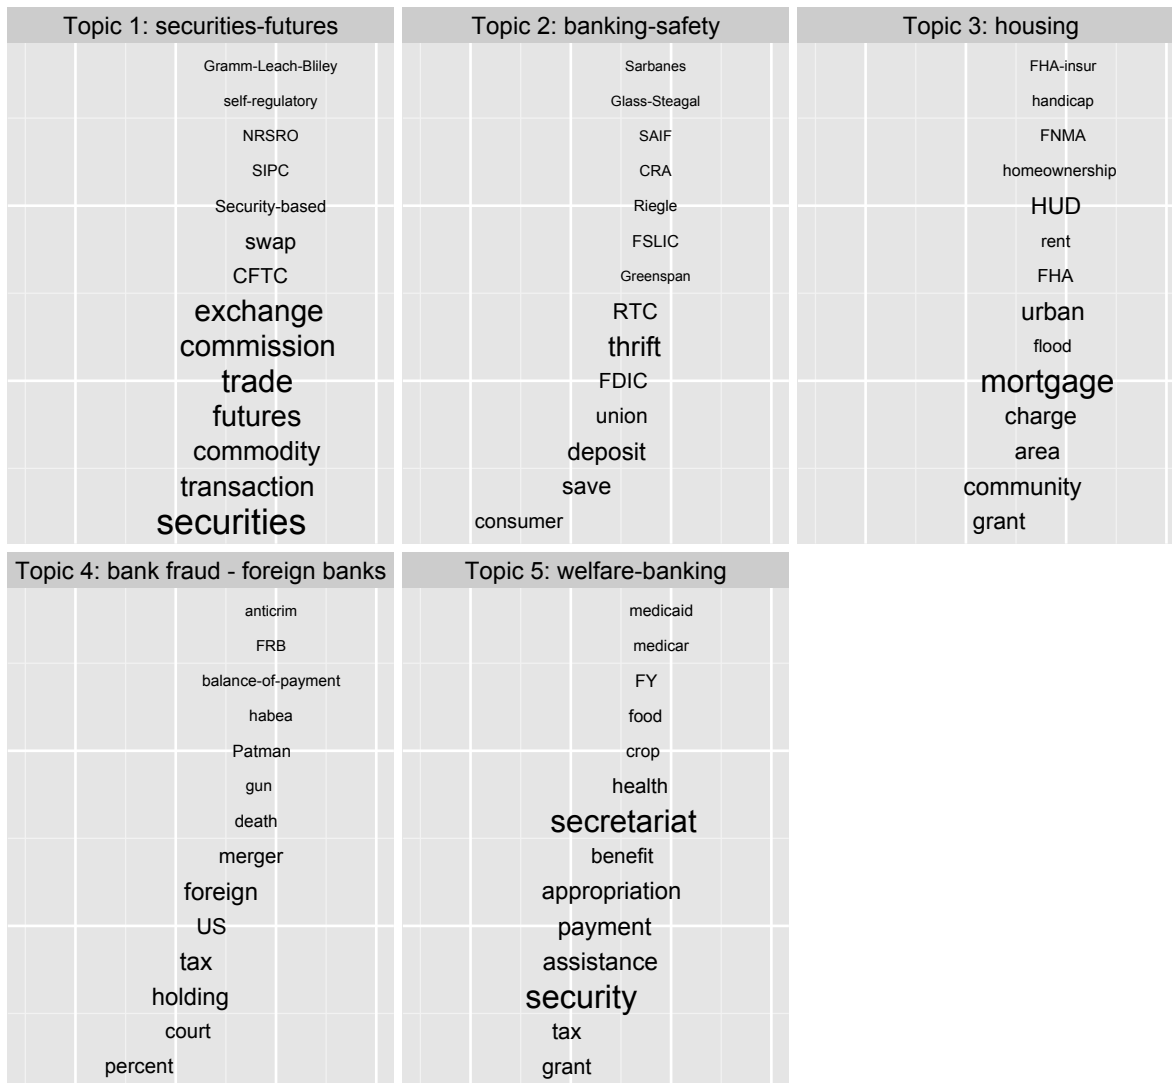 Topic 1: securities-futures
Gramm-Leach-Bliley
self-regulatory
NRSRO
SIPC
Security-based
swap
CFTC
exchange
commission
trade
futures
commodity
transaction
securities
Topic 2: banking-safety
Sarbanes
Glass-Steagal
SAIF
CRA
Riegle
FSLIC
Greenspan
RTC
thrift
FDIC
union
deposit
save
consumer
Topic 3: housing
FHA-insur
handicap
FNMA
homeownership
HUD
rent
FHA
urban
flood
mortgage
charge
area
community
grant
Topic 4: bank fraud - foreign banks
anticrim
FRB
balance-of-payment
habea
Patman
gun
death
merger
foreign
US
tax
holding
court
percent
Topic 5: welfare-banking
medicaid
medicar
FY
food
crop
health
secretariat
benefit
appropriation
payment
assistance
security
tax
grant